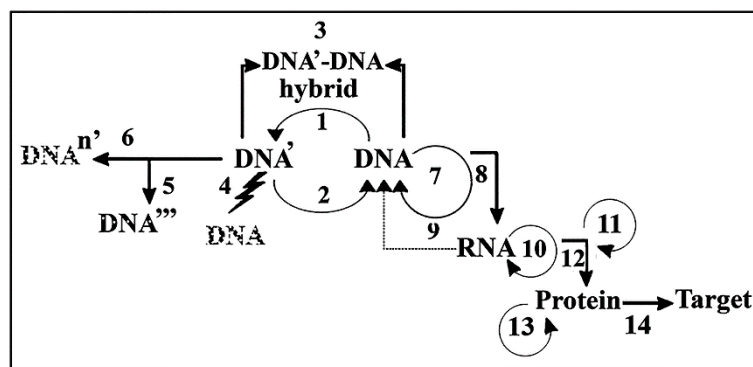 3
DNA'-DNA
hybrid
1
DNAn' 6 DNA' DNA 7 8
5 4 2
DNA''' DNA 9
RNA 10 12 11
13 Protein 14 Target